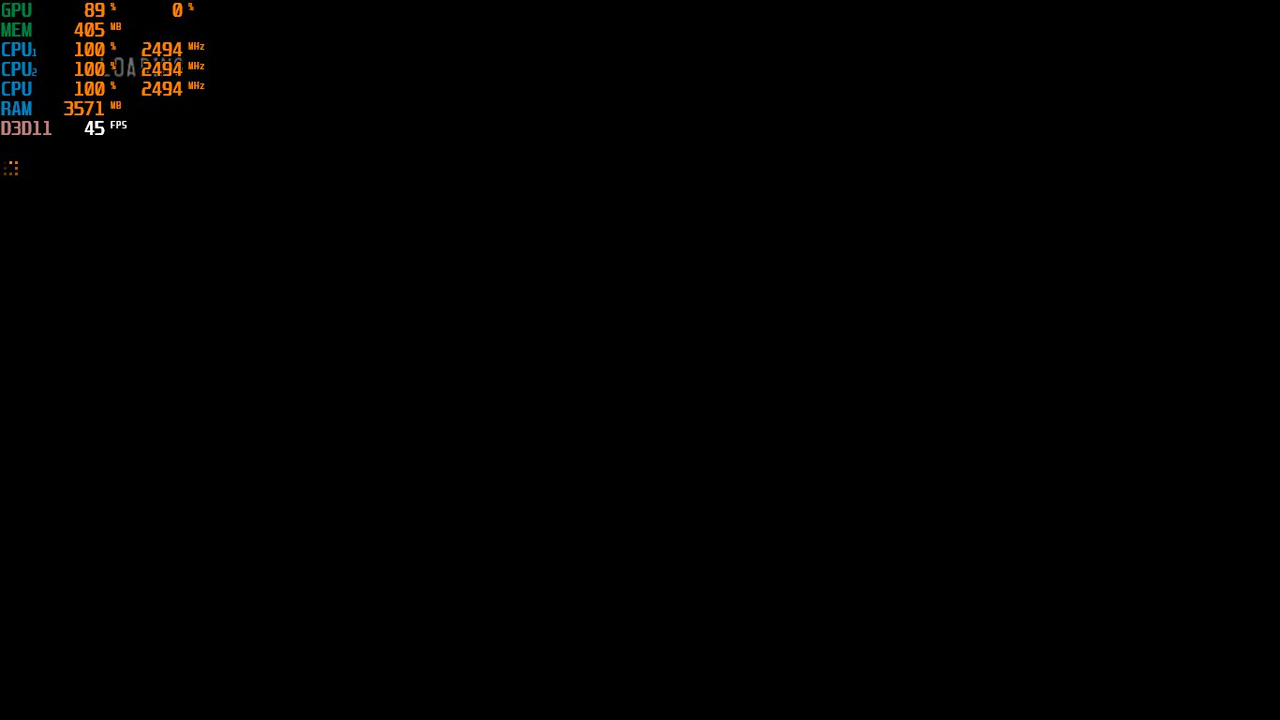 GPU 89 % 0 %
MEM 405 MB
CPU1 100 % 2494 MHz
LOADING
CPU2 100 % 2494 MHz
CPU 100 % 2494 MHz
RAM 3571 MB
D3D11 45 FPS